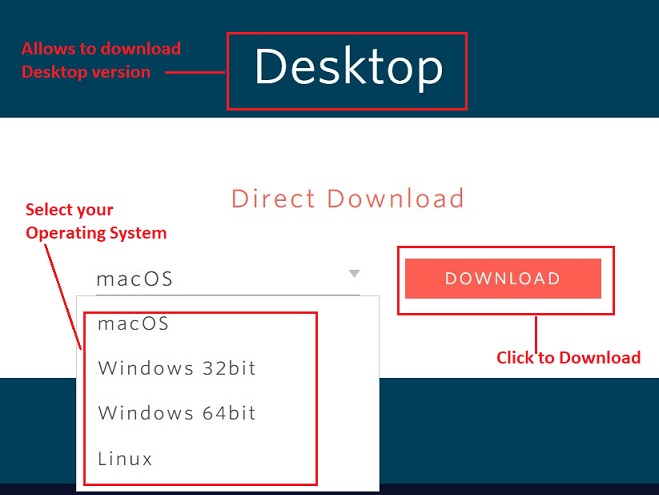 Allows to download
Desktop version
Desktop
Direct Download
Select your
Operating System
macOS
DOWNLOAD
macOS
Windows 32bit
Windows 64bit
Linux
Click to Download